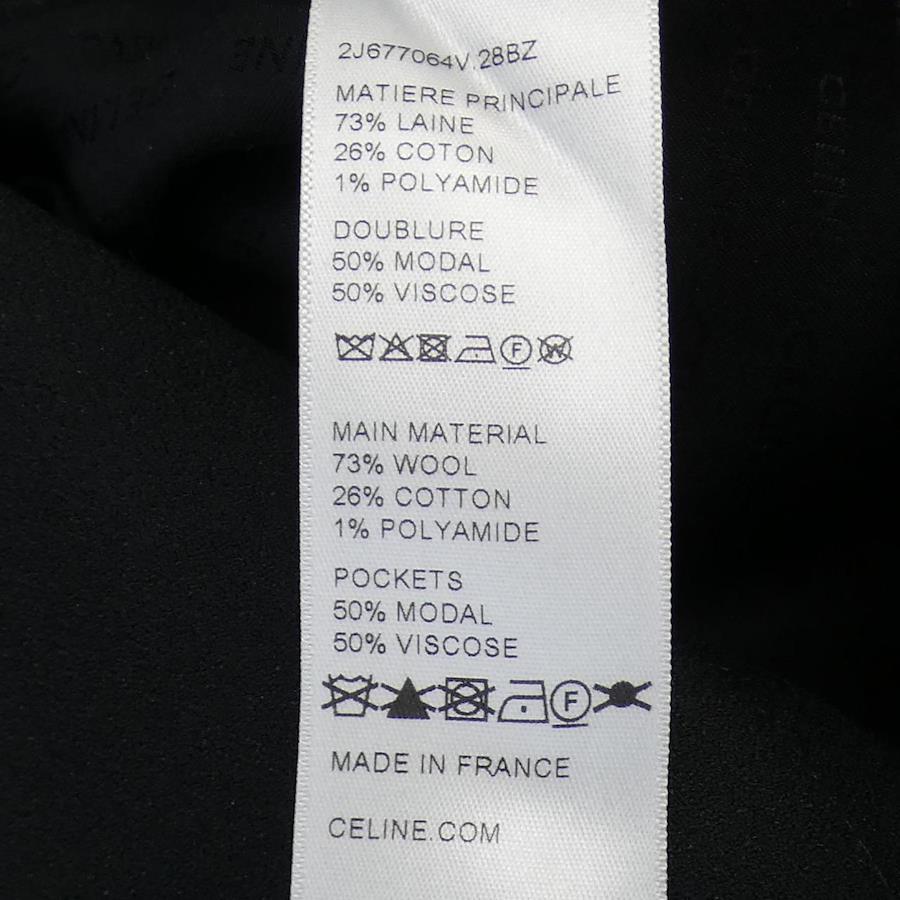 2J677064V.28BZ
MATIERE PRINCIPALE
73% LAINE
26% COTON
1% POLYAMIDE
DOUBLURE
50% MODAL
50% VISCOSE
F W
MAIN MATERIAL
73% WOOL
26% COTTON
1% POLYAMIDE
POCKETS
50% MODAL
50% VISCOSE
F
MADE IN FRANCE
CELINE.COM